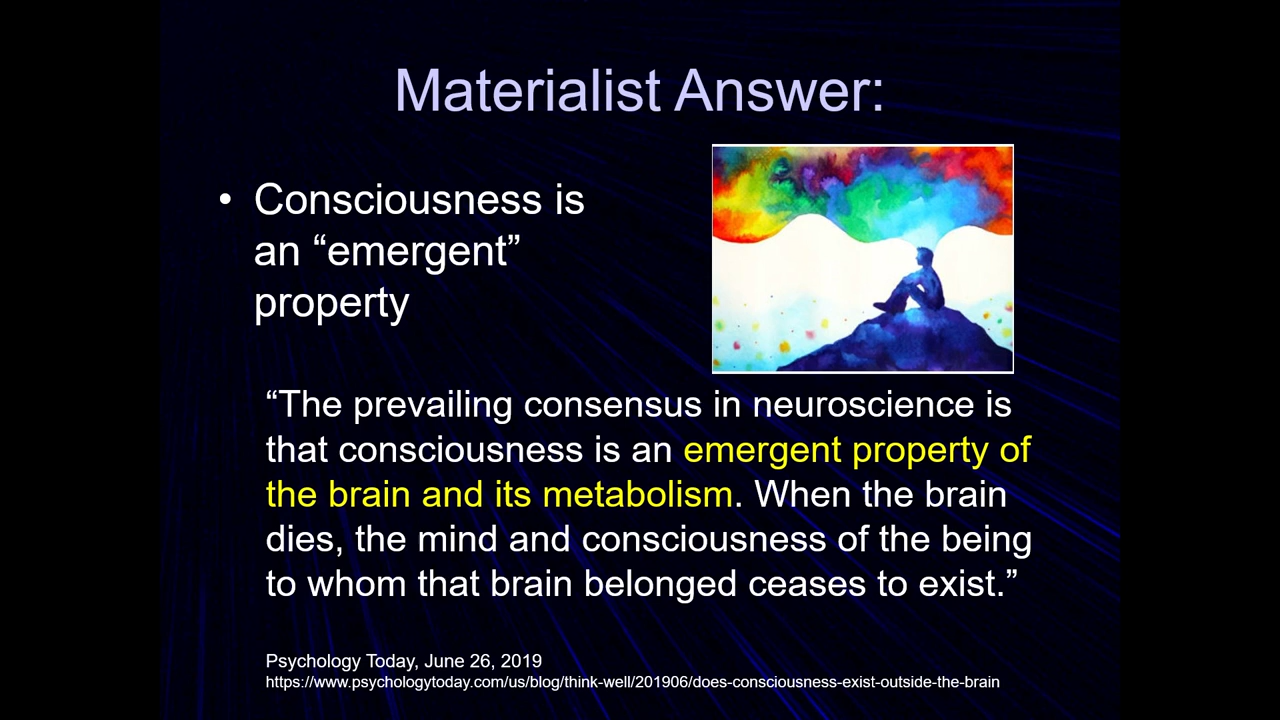 Materialist Answer:
• Consciousness is
an “emergent”
property
“The prevailing consensus in neuroscience is
that consciousness is an emergent property of
the brain and its metabolism. When the brain
dies, the mind and consciousness of the being
to whom that brain belonged ceases to exist.”
Psychology Today, June 26, 2019
https://www.psychologytoday.com/us/blog/think-well/201906/does-consciousness-exist-outside-the-brain